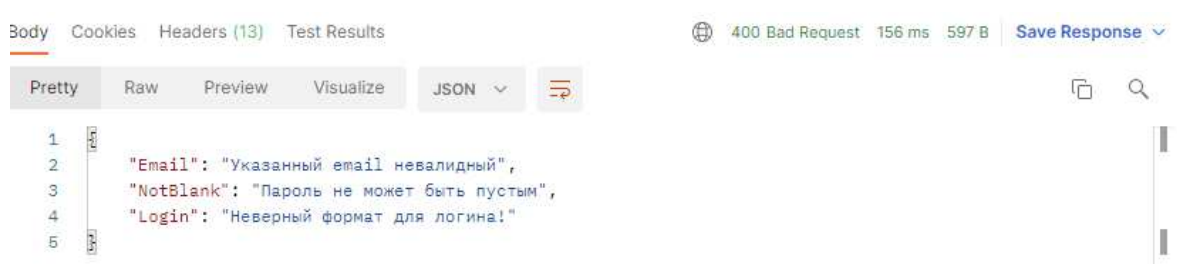 Body Cookies Headers (13) Test Results 400 Bad Request 156 ms 597 B Save Response
Pretty Raw Preview Visualize JSON
1 {
2 "Email": "Указанный email невалидный",
3 "NotBlank": "Пароль не может быть пустым",
4 "Login": "Неверный формат для логина!"
5 }